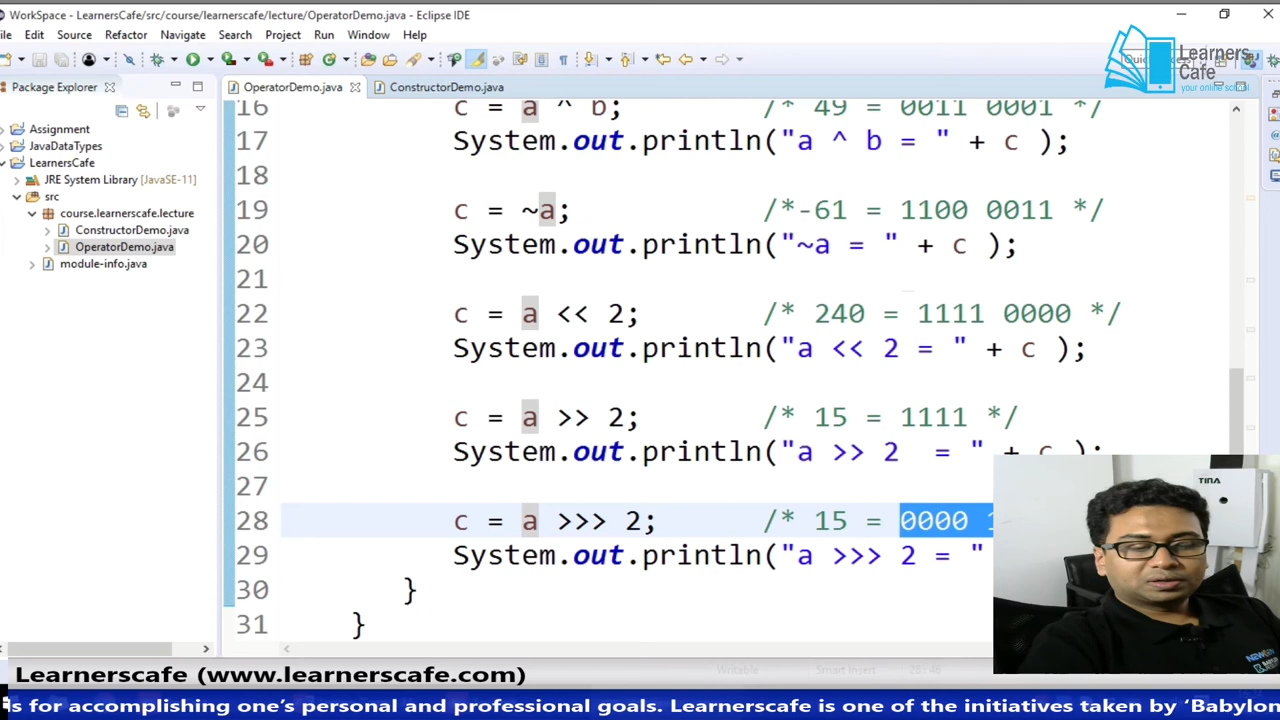 WorkSpace - LearnersCafe/src/course/learnerscafe/lecture/OperatorDemo.java - Eclipse IDE
Edit Source Refactor Navigate Search Project Run Window Help
Learners
Cafe
your online school
Package Explorer
OperatorDemo.java
ConstructorDemo.java
Assignment
JavaDataTypes
LearnersCafe
JRE System Library [JavaSE-11]
src
course.learnerscafe.lecture
ConstructorDemo.java
OperatorDemo.java
module-info.java
16 c = a ^ b; /* 49 = 0011 0001 */
17 System.out.println("a ^ b = " + c );
18
19 c = ~a; /*-61 = 1100 0011 */
20 System.out.println("~a = " + c );
21
22 c = a << 2; /* 240 = 1111 0000 */
23 System.out.println("a << 2 = " + c );
24
25 c = a >> 2; /* 15 = 1111 */
26 System.out.println("a >> 2  = " + c );
27
28 c = a >>> 2; /* 15 = 0000 1
29 System.out.println("a >>> 2 = "
30 }
31 }
TINA
Writable Smart Insert
Learnerscafe (www.learnerscafe.com)
is for accomplishing one's personal and professional goals. Learnerscafe is one of the initiatives taken by 'Babylon